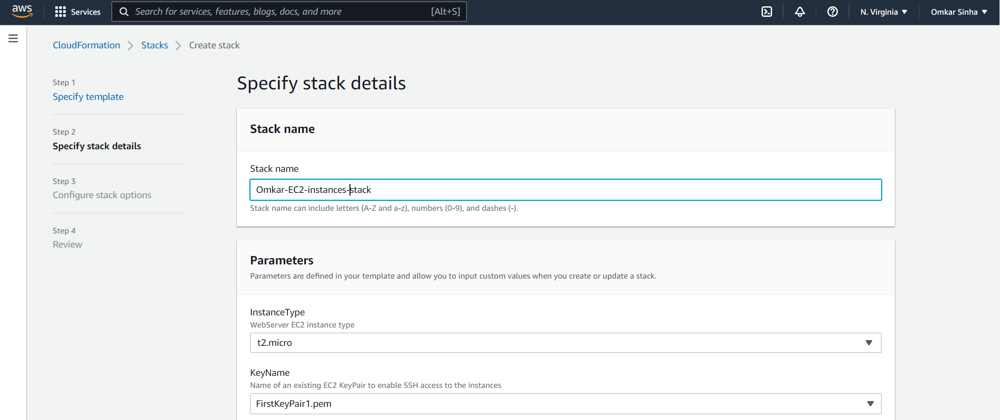 aws
Services
Search for services, features, blogs, docs, and more [Alt+S]
N. Virginia
Omkar Sinha
CloudFormation
Stacks
Create stack
Step 1
Specify template
Step 2
Specify stack details
Step 3
Configure stack options
Step 4
Review
Specify stack details
Stack name
Stack name
Omkar-EC2-instances-stack
Stack name can include letters (A-Z and a-z), numbers (0-9), and dashes (-).
Parameters
Parameters are defined in your template and allow you to input custom values when you create or update a stack.
InstanceType
WebServer EC2 instance type
t2.micro
KeyName
Name of an existing EC2 KeyPair to enable SSH access to the instances
FirstKeyPair1.pem